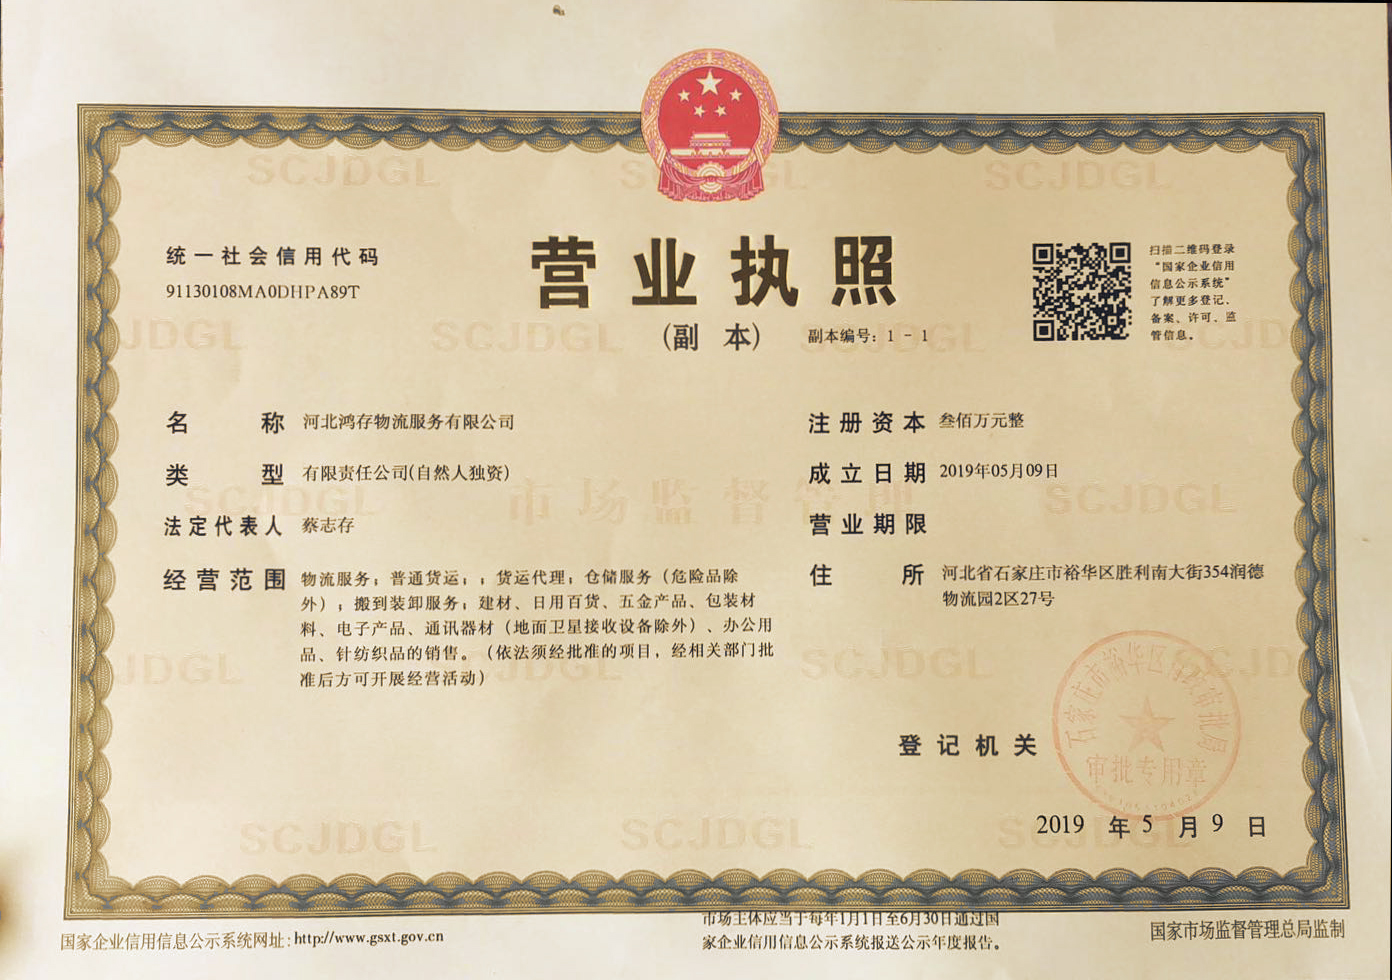 统一社会信用代码
91130108MA0DHPA89T
营业执照
(副 本)
副本编号：1 - 1
扫描二维码登录
“国家企业信用
信息公示系统”
了解更多登记、
备案、许可、监
管信息。
名 称 河北鸿存物流服务有限公司
类 型 有限责任公司(自然人独资)
法定代表人 蔡志存
经营范围 物流服务；普通货运；；货运代理；仓储服务（危险品除
外）；搬到装卸服务；建材、日用百货、五金产品、包装材
料、电子产品、通讯器材（地面卫星接收设备除外）、办公用
品、针纺织品的销售。（依法须经批准的项目，经相关部门批
准后方可开展经营活动）
注册资本 叁佰万元整
成立日期 2019年05月09日
营业期限
住 所 河北省石家庄市裕华区胜利南大街354润德
物流园2区27号
登记机关
石家庄市裕华区行政审批局
审批专用章
2019 年 5 月 9 日
SCJDGL
市场监督管理
国家企业信用信息公示系统网址：http://www.gsxt.gov.cn
市场主体应当于每年1月1日至6月30日通过国
家企业信用信息公示系统报送公示年度报告。
国家市场监督管理总局监制